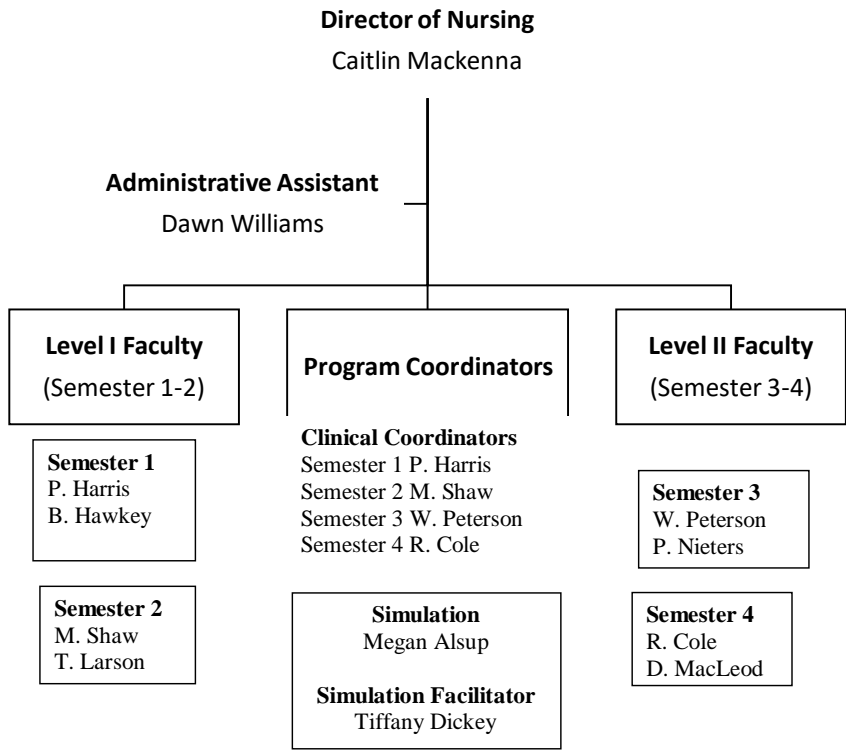 Director of Nursing
Caitlin Mackenna
Administrative Assistant
Dawn Williams
Level I Faculty
(Semester 1-2)
Semester 1
P. Harris
B. Hawkey
Semester 2
M. Shaw
T. Larson
Program Coordinators
Clinical Coordinators
Semester 1 P. Harris
Semester 2 M. Shaw
Semester 3 W. Peterson
Semester 4 R. Cole
Simulation
Megan Alsup
Simulation Facilitator
Tiffany Dickey
Level II Faculty
(Semester 3-4)
Semester 3
W. Peterson
P. Nieters
Semester 4
R. Cole
D. MacLeod